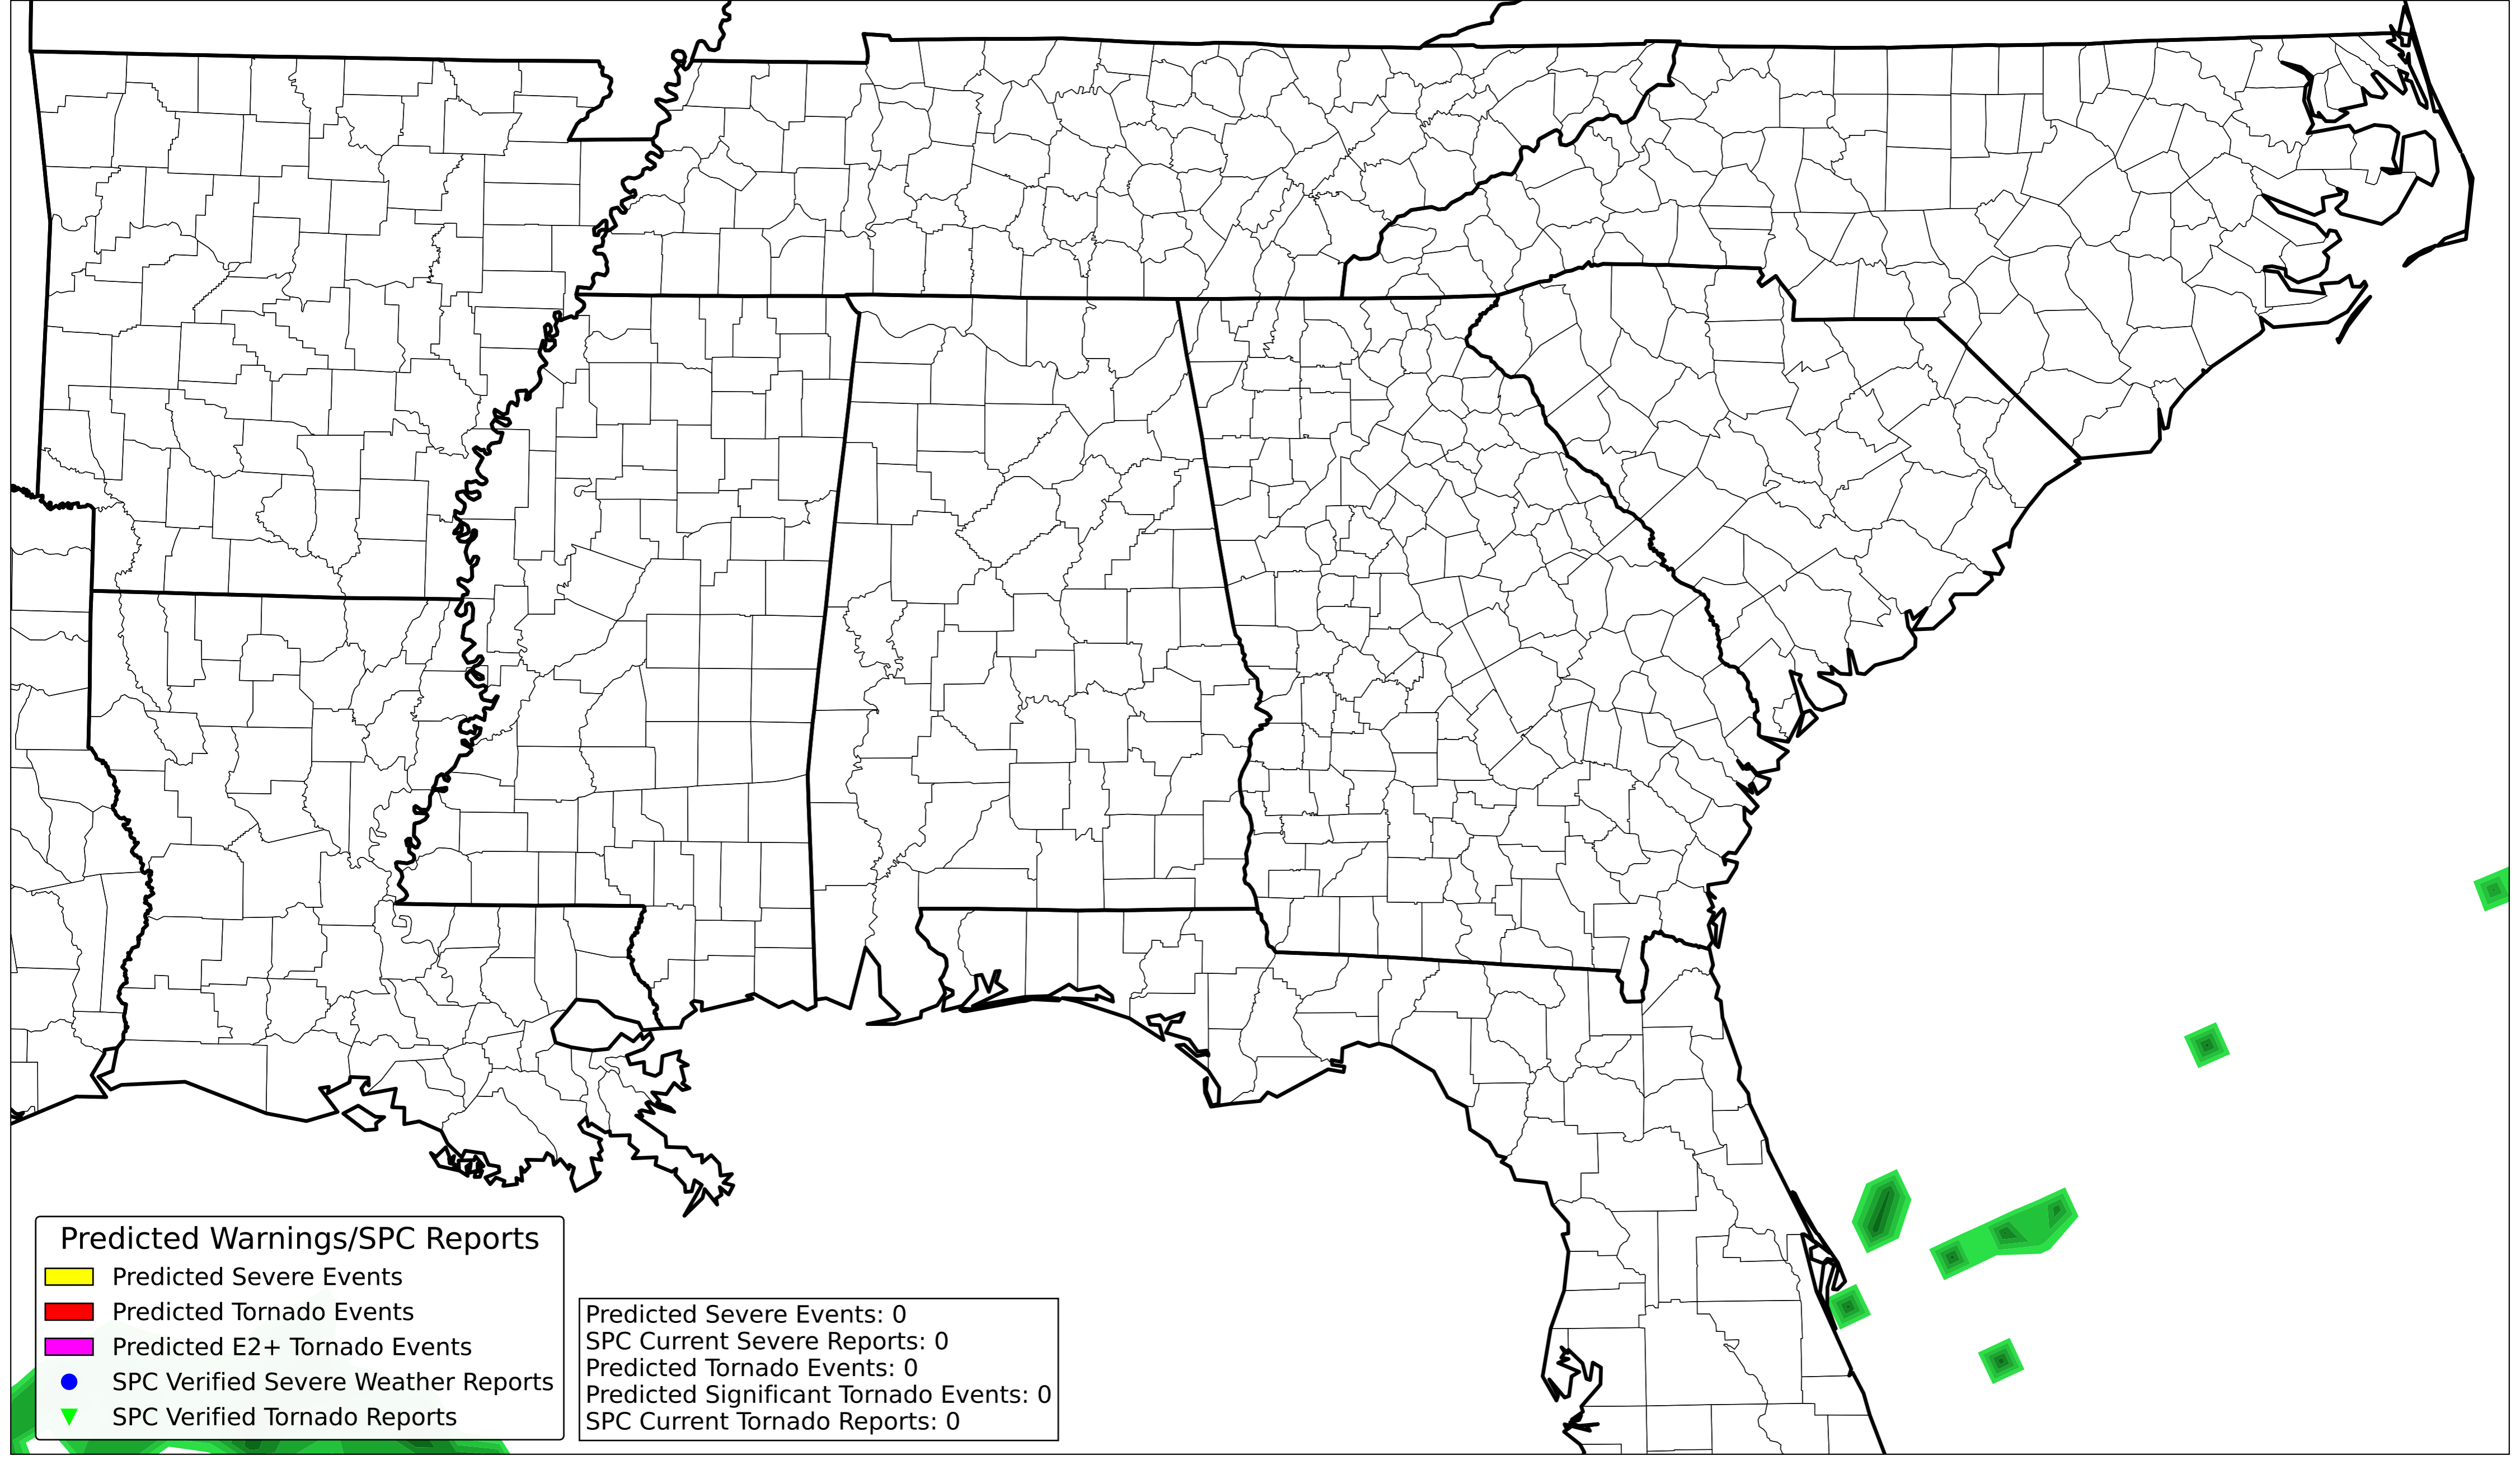 Predicted Warnings/SPC Reports
Predicted Severe Events
Predicted Tornado Events
Predicted E2+ Tornado Events
SPC Verified Severe Weather Reports
SPC Verified Tornado Reports
Predicted Severe Events: 0
SPC Current Severe Reports: 0
Predicted Tornado Events: 0
Predicted Significant Tornado Events: 0
SPC Current Tornado Reports: 0